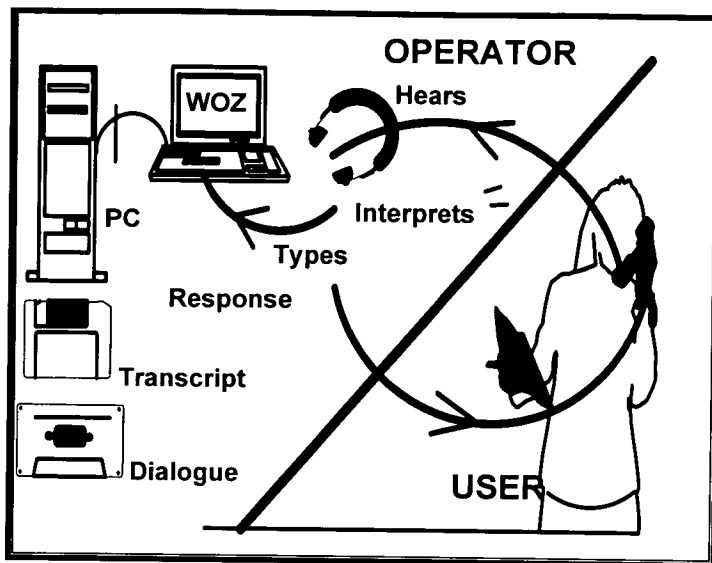 OPERATOR
WOZ
Hears
PC
Interprets
Types
Response
Transcript
Dialogue
USER